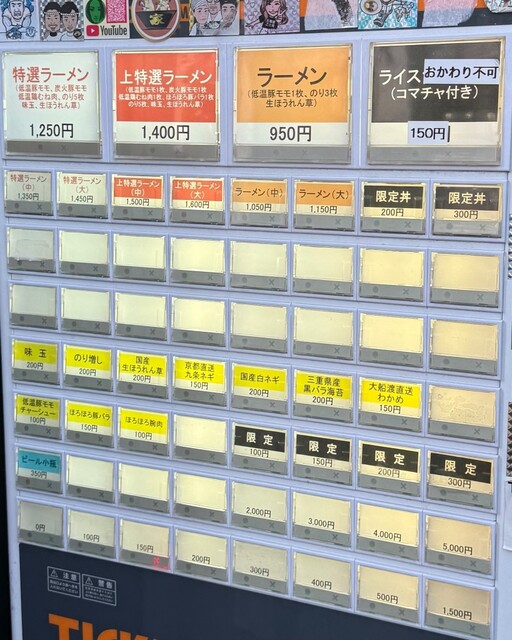 YouTube
特選ラーメン
(低温豚モモ, 炭火豚モモ
低温鶏むね肉, のり5枚
味玉, 生ほうれん草)
1,250円
上特選ラーメン
(低温豚モモ1枚, 炭火豚モモ1枚
低温鶏むね肉1枚, ほろほろ豚バラ1枚
のり5枚, 味玉, 生ほうれん草)
1,400円
ラーメン
(低温豚モモ1枚, のり3枚
生ほうれん草)
950円
ライス
おかわり不可
(コマチャ付き)
150円
特選ラーメン
(中)
1,350円
特選ラーメン
(大)
1,450円
上特選ラーメン
(中)
1,500円
上特選ラーメン
(大)
1,600円
ラーメン(中)
1,050円
ラーメン(大)
1,150円
限定丼
200円
限定丼
300円
味玉
200円
のり増し
200円
国産
生ほうれん草
200円
京都直送
九条ネギ
150円
国産白ネギ
200円
三重県産
黒バラ海苔
200円
大船渡直送
わかめ
150円
低温豚モモ
チャーシュー
100円
ほろほろ豚バラ
150円
ほろほろ腕肉
100円
限定
100円
限定
150円
限定
200円
限定
300円
ビール小瓶
350円
2,000円
3,000円
4,000円
5,000円
0円
100円
150円
200円
300円
400円
500円
1,500円
注意
警告